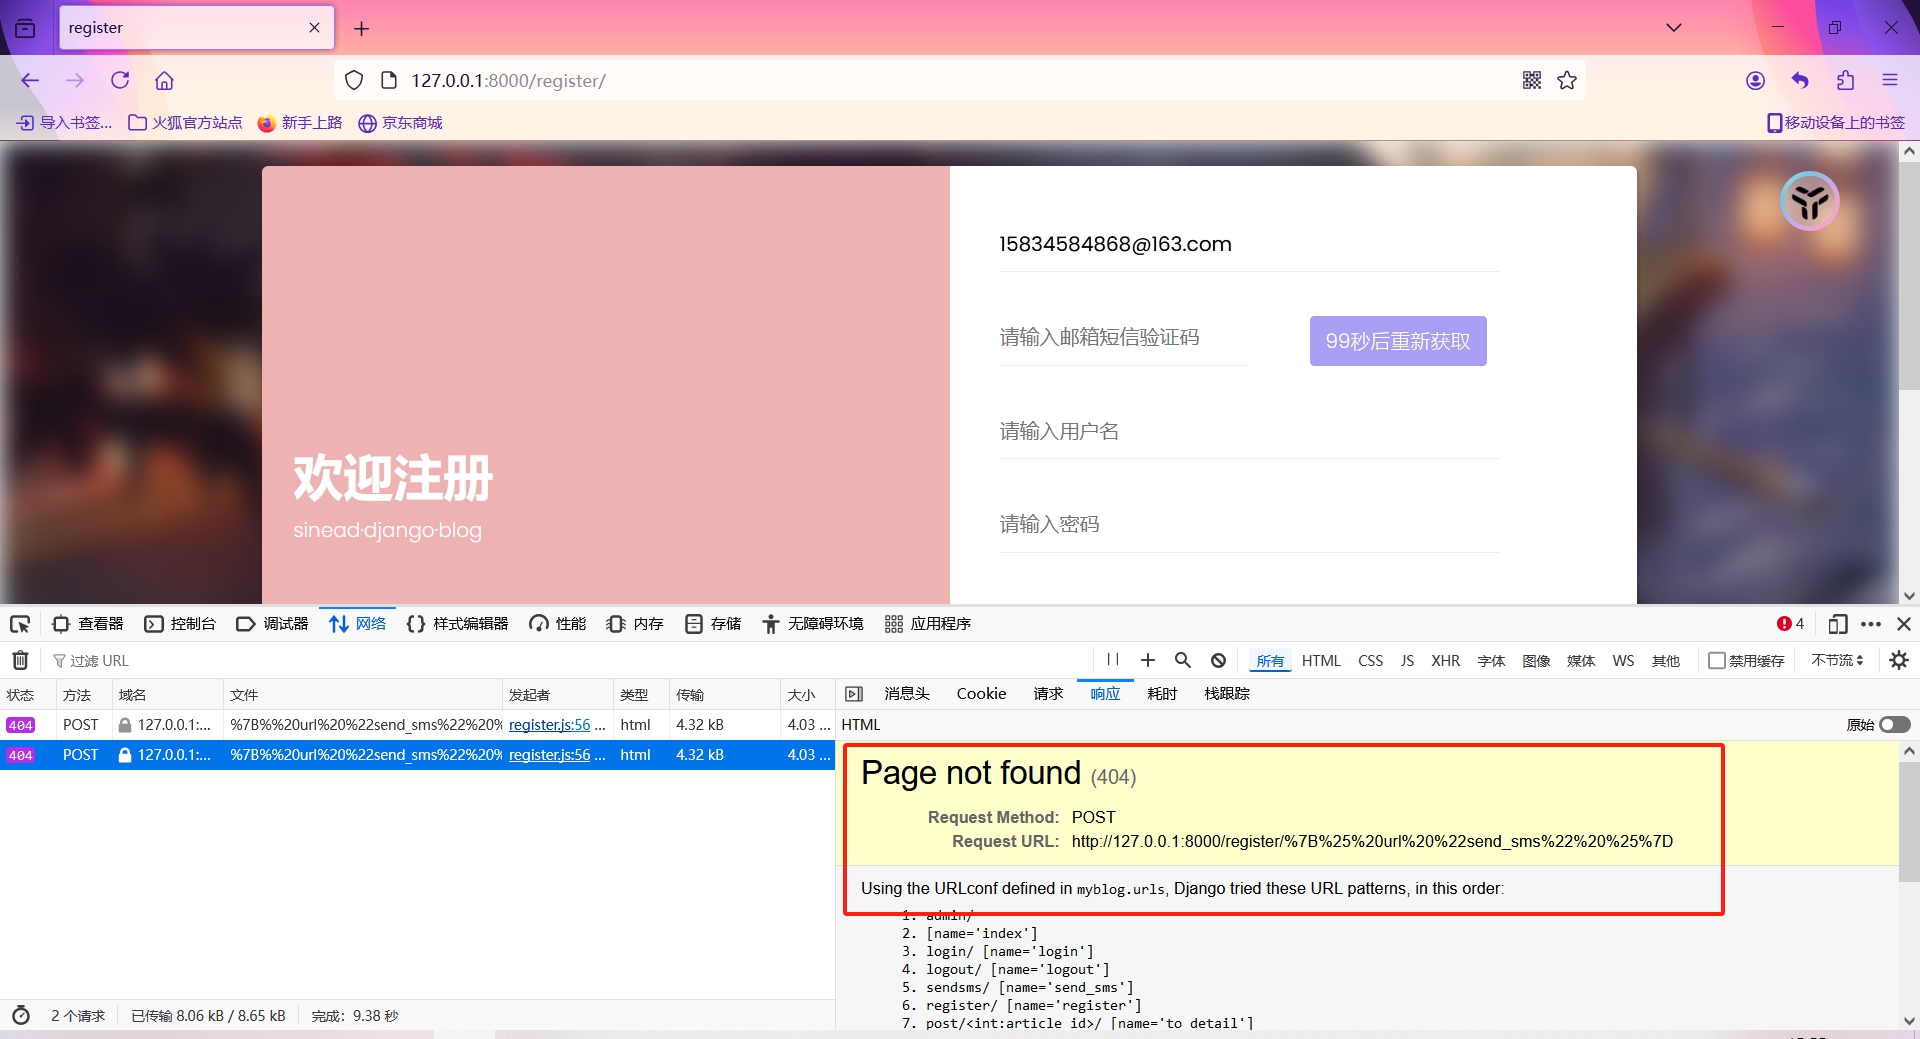 register
127.0.0.1:8000/register/
导入书签... 火狐官方站点 新手上路 京东商城 移动设备上的书签
15834584868@163.com
请输入邮箱短信验证码 99秒后重新获取
请输入用户名
欢迎注册
请输入密码
sinead·django·blog
查看器 控制台 调试器 网络 样式编辑器 性能 内存 存储 无障碍环境 应用程序 4
过滤 URL 所有 HTML CSS JS XHR 字体 图像 媒体 WS 其他 禁用缓存 不节流
状态 方法 域名 文件 发起者 类型 传输 大小 消息头 Cookie 请求 响应 耗时 栈跟踪
404 POST 127.0.0.1:... %7B%%20url%20%22send_sms%22%20% register.js:56 ... html 4.32 kB 4.03 ... HTML 原始
404 POST 127.0.0.1:... %7B%%20url%20%22send_sms%22%20% register.js:56 ... html 4.32 kB 4.03 ...
Page not found (404)
Request Method: POST
Request URL: http://127.0.0.1:8000/register/%7B%25%20url%20%22send_sms%22%20%25%7D
Using the URLconf defined in myblog.urls, Django tried these URL patterns, in this order:
1. admin/
2. [name='index']
3. login/ [name='login']
4. logout/ [name='logout']
5. sendsms/ [name='send_sms']
6. register/ [name='register']
7. post/<int:article_id>/ [name='to_detail']
2 个请求 已传输 8.06 kB / 8.65 kB 完成：9.38 秒